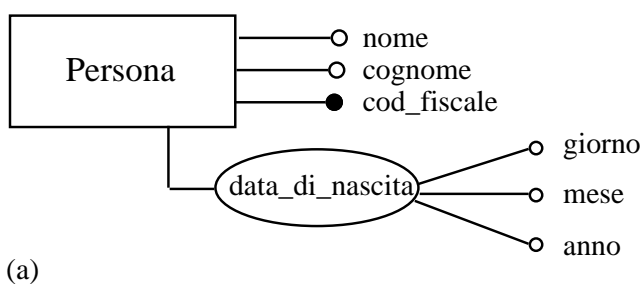 Persona
nome
cognome
cod_fiscale
data_di_nascita
giorno
mese
anno
(a)